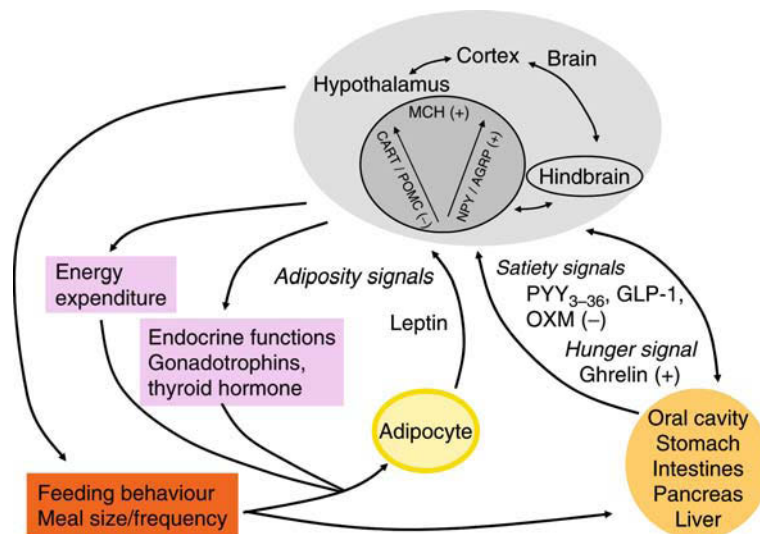 Cortex
Brain
Hypothalamus
MCH (+)
CART / POMC (−)
NPY / AGRP (+)
Hindbrain
Energy
expenditure
Adiposity signals
Satiety signals
PYY3–36, GLP-1,
OXM (−)
Leptin
Endocrine functions
Gonadotrophins,
thyroid hormone
Hunger signal
Ghrelin (+)
Adipocyte
Oral cavity
Stomach
Intestines
Pancreas
Liver
Feeding behaviour
Meal size/frequency